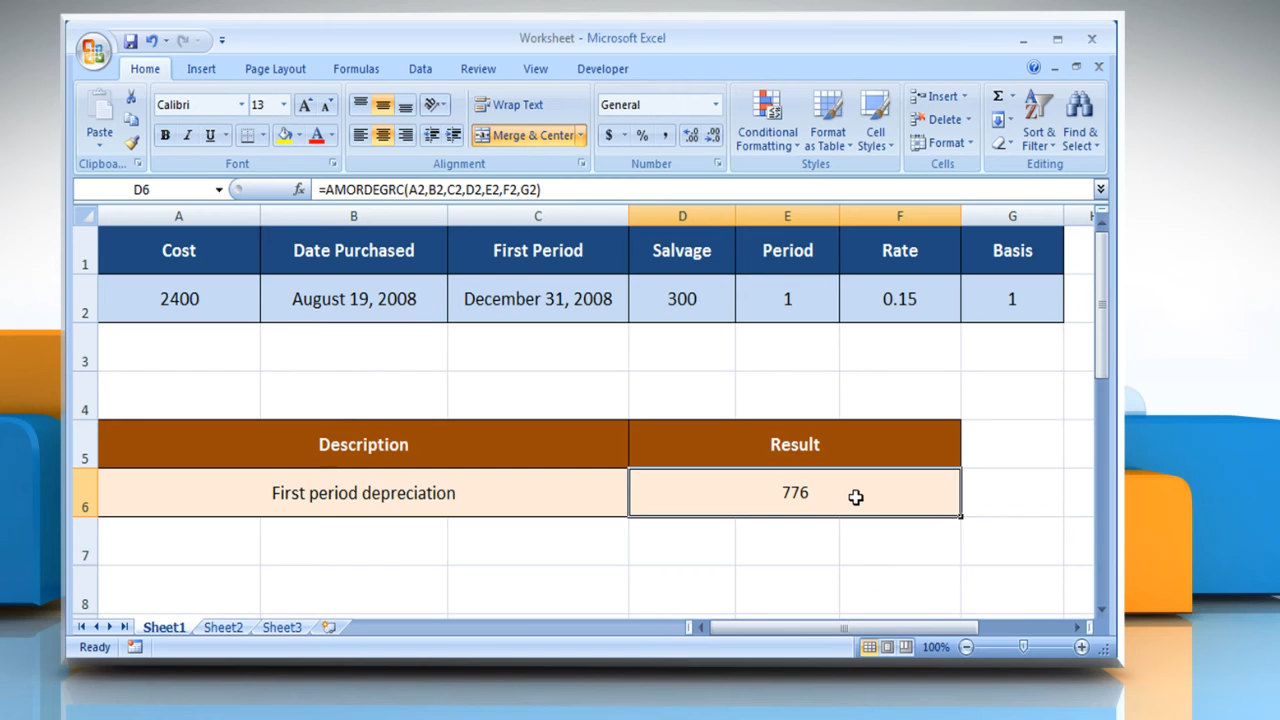 Worksheet - Microsoft Excel
Home Insert Page Layout Formulas Data Review View Developer
Calibri 13 A A Wrap Text General Insert
Paste B I U A Merge & Center $ % , Conditional Formatting Format as Table Cell Styles Delete Format Σ Sort & Filter Find & Select
Clipboa... Font Alignment Number Styles Cells Editing
D6 fx =AMORDEGRC(A2,B2,C2,D2,E2,F2,G2)
A B C D E F G H
1 Cost Date Purchased First Period Salvage Period Rate Basis
2 2400 August 19, 2008 December 31, 2008 300 1 0.15 1
3
4
5 Description Result
6 First period depreciation 776
7
8
Sheet1 Sheet2 Sheet3
Ready 100%